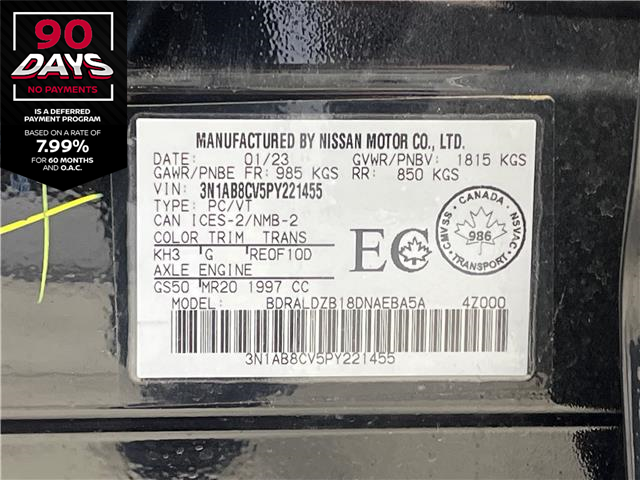 90
DAYS
NO PAYMENTS
IS A DEFERRED
PAYMENT PROGRAM
BASED ON A RATE OF
7.99%
FOR 60 MONTHS
AND O.A.C.
MANUFACTURED BY NISSAN MOTOR CO., LTD.
DATE: 01/23 GVWR/PNBV: 1815 KGS
GAWR/PNBE FR: 985 KGS RR: 850 KGS
VIN: 3N1AB8CV5PY221455
TYPE: PC/VT
CAN ICES-2/NMB-2
COLOR TRIM TRANS
KH3 G RE0F10D
AXLE ENGINE
GS50 MR20 1997 CC
EC
CANADA
CMVSS 986 NSVAC
TRANSPORT
MODEL: BDRALDZB18DNAEBA5A 4Z000
3N1AB8CV5PY221455